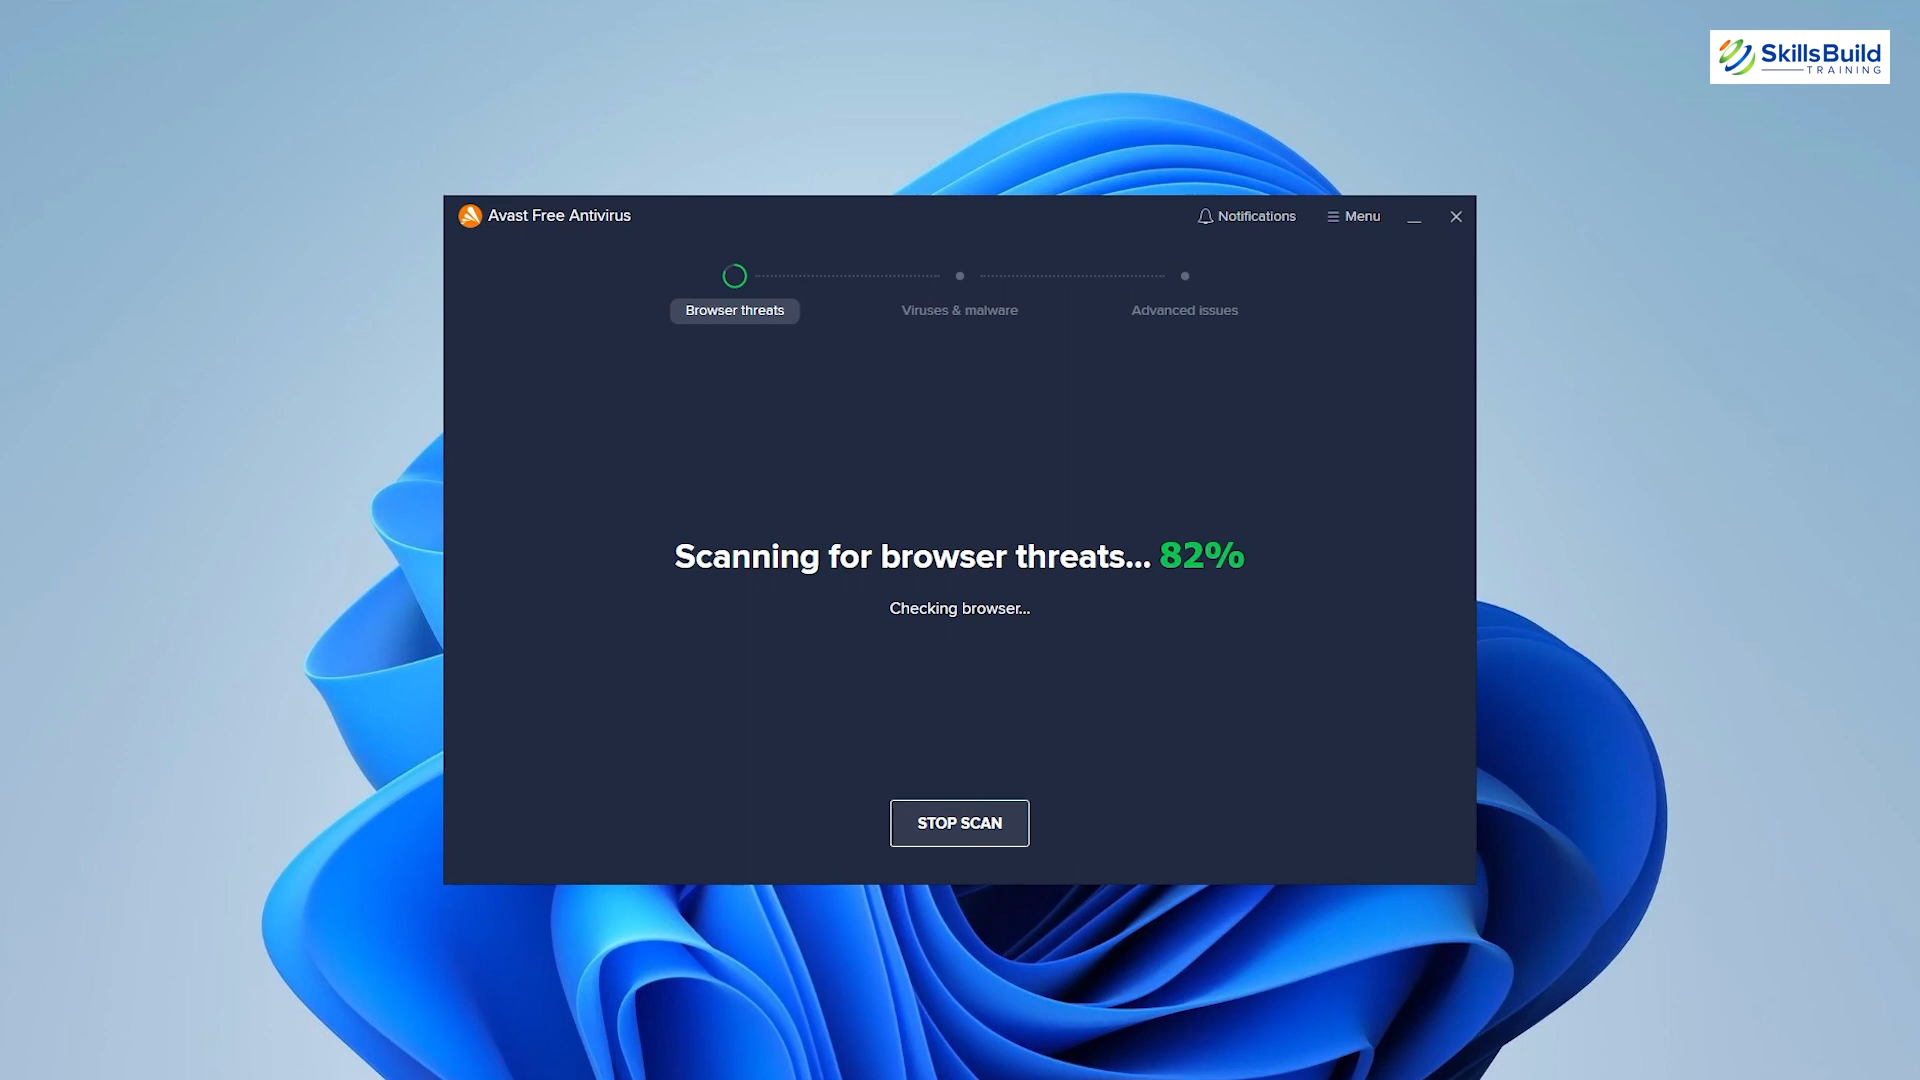 SkillsBuild
TRAINING
Avast Free Antivirus
Notifications
Menu
Browser threats
Viruses & malware
Advanced issues
Scanning for browser threats... 82%
Checking browser...
STOP SCAN